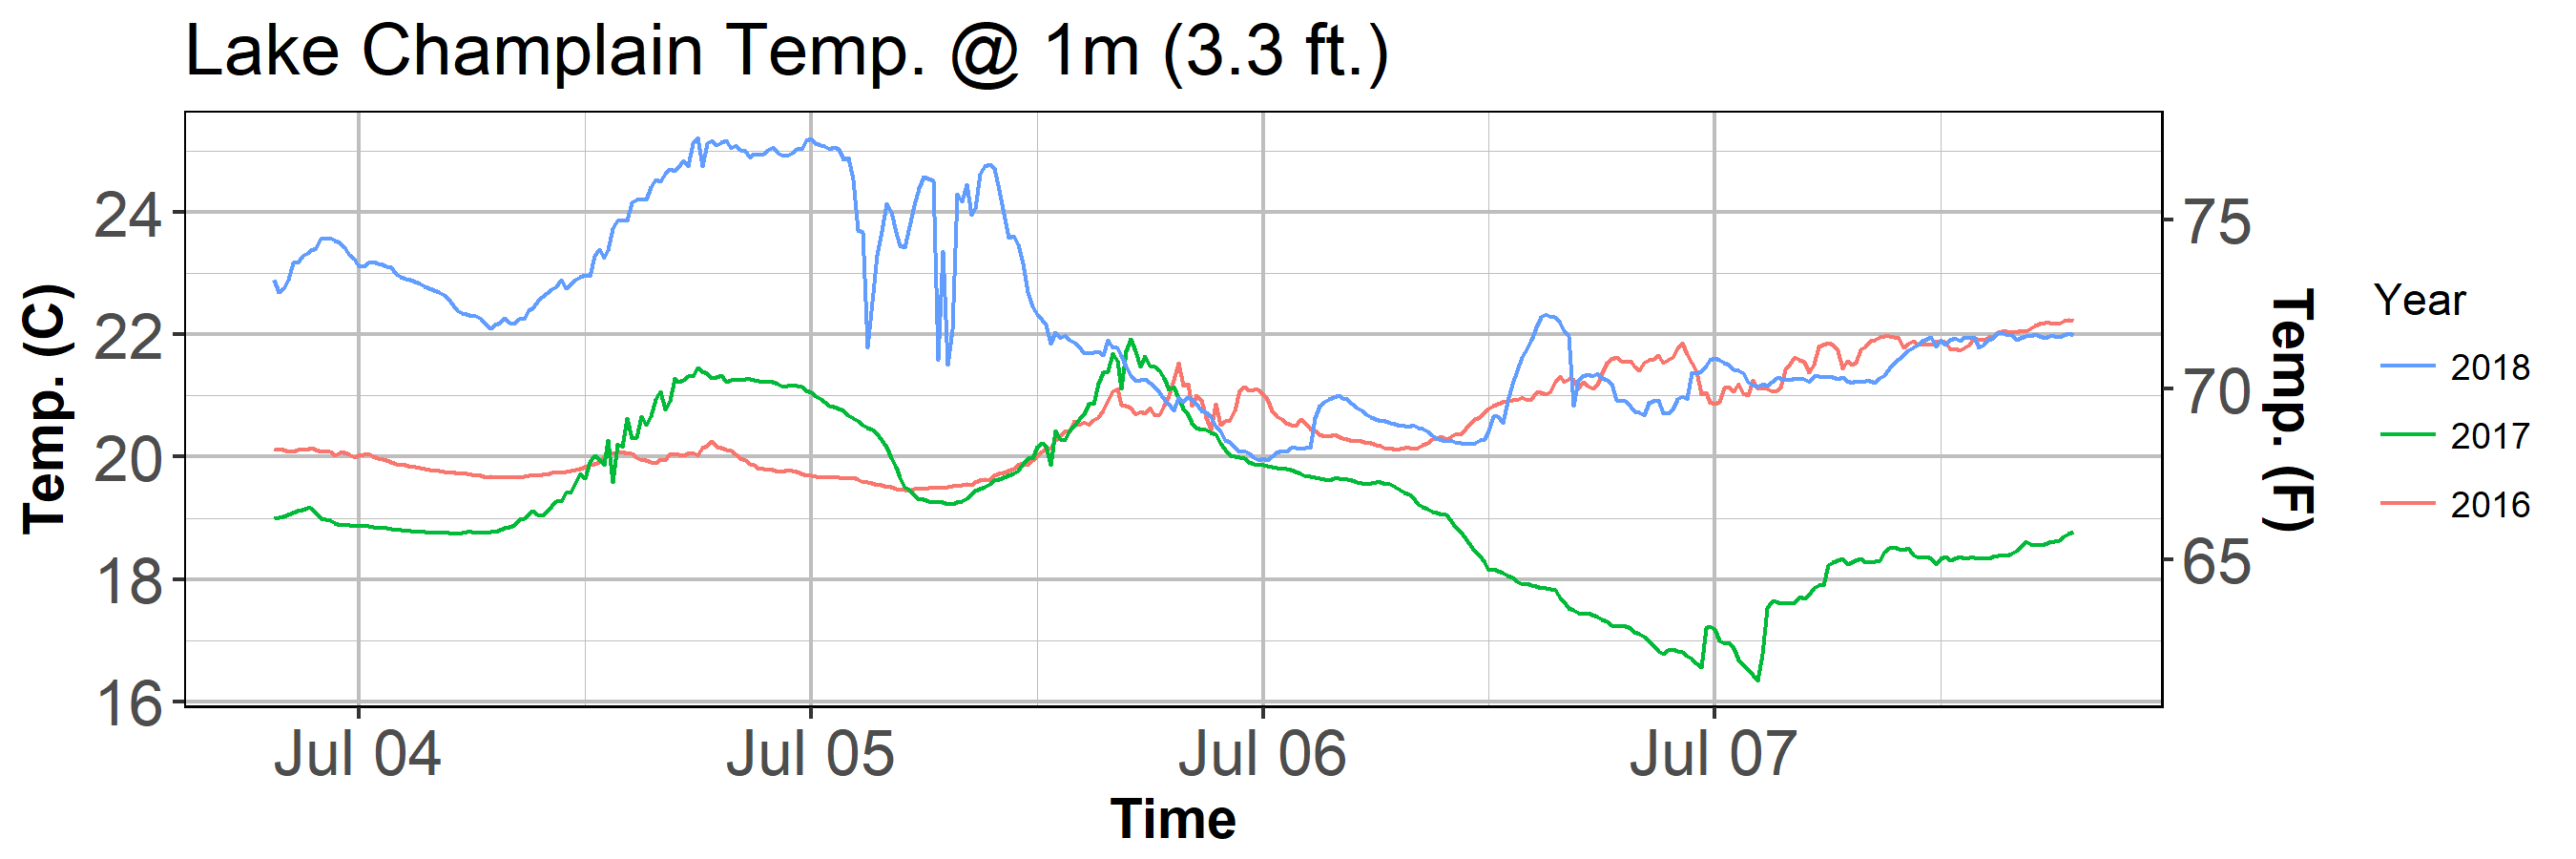 Lake Champlain Temp. @ 1m (3.3 ft.)
Temp. (C)
24
22
20
18
16
75
70
65
Temp. (F)
Jul 04 Jul 05 Jul 06 Jul 07
Time
Year
2018
2017
2016